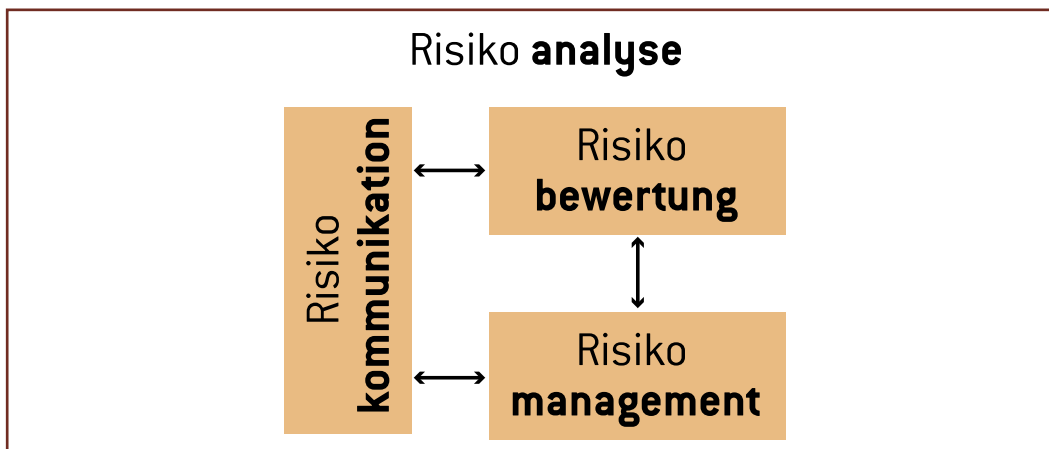 Risiko analyse
Risiko
kommunikation
Risiko
bewertung
Risiko
management